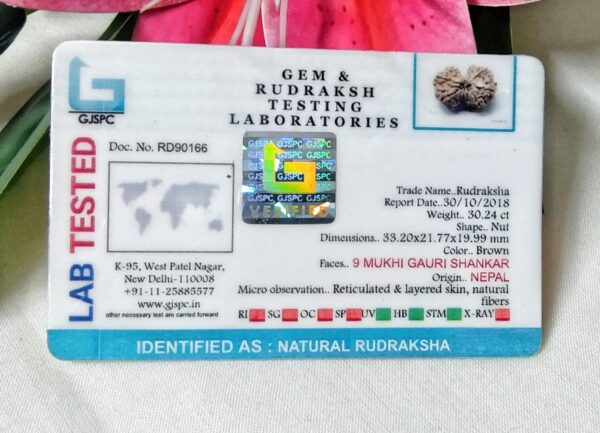 GJSPC
GEM &
RUDRAKSH
TESTING
LABORATORIES
LAB TESTED
Doc. No. RD90166
GJSPC GJSPC
GJSPC
VERIFIED
Trade Name..Rudraksha
Report Date..30/10/2018
Weight.. 30.24 ct
Shape.. Nut
Dimensions.. 33.20x21.77x19.99 mm
Color.. Brown
Faces.. 9 MUKHI GAURI SHANKAR
Origin.. NEPAL
Micro observation.. Reticulated & layered skin, natural
fibers
K-95, West Patel Nagar,
New Delhi-110008
+91-11-25885577
www.gjspc.in
other necessary test are carried forward
RI SG OC SP UV HB STM X-RAY
IDENTIFIED AS : NATURAL RUDRAKSHA